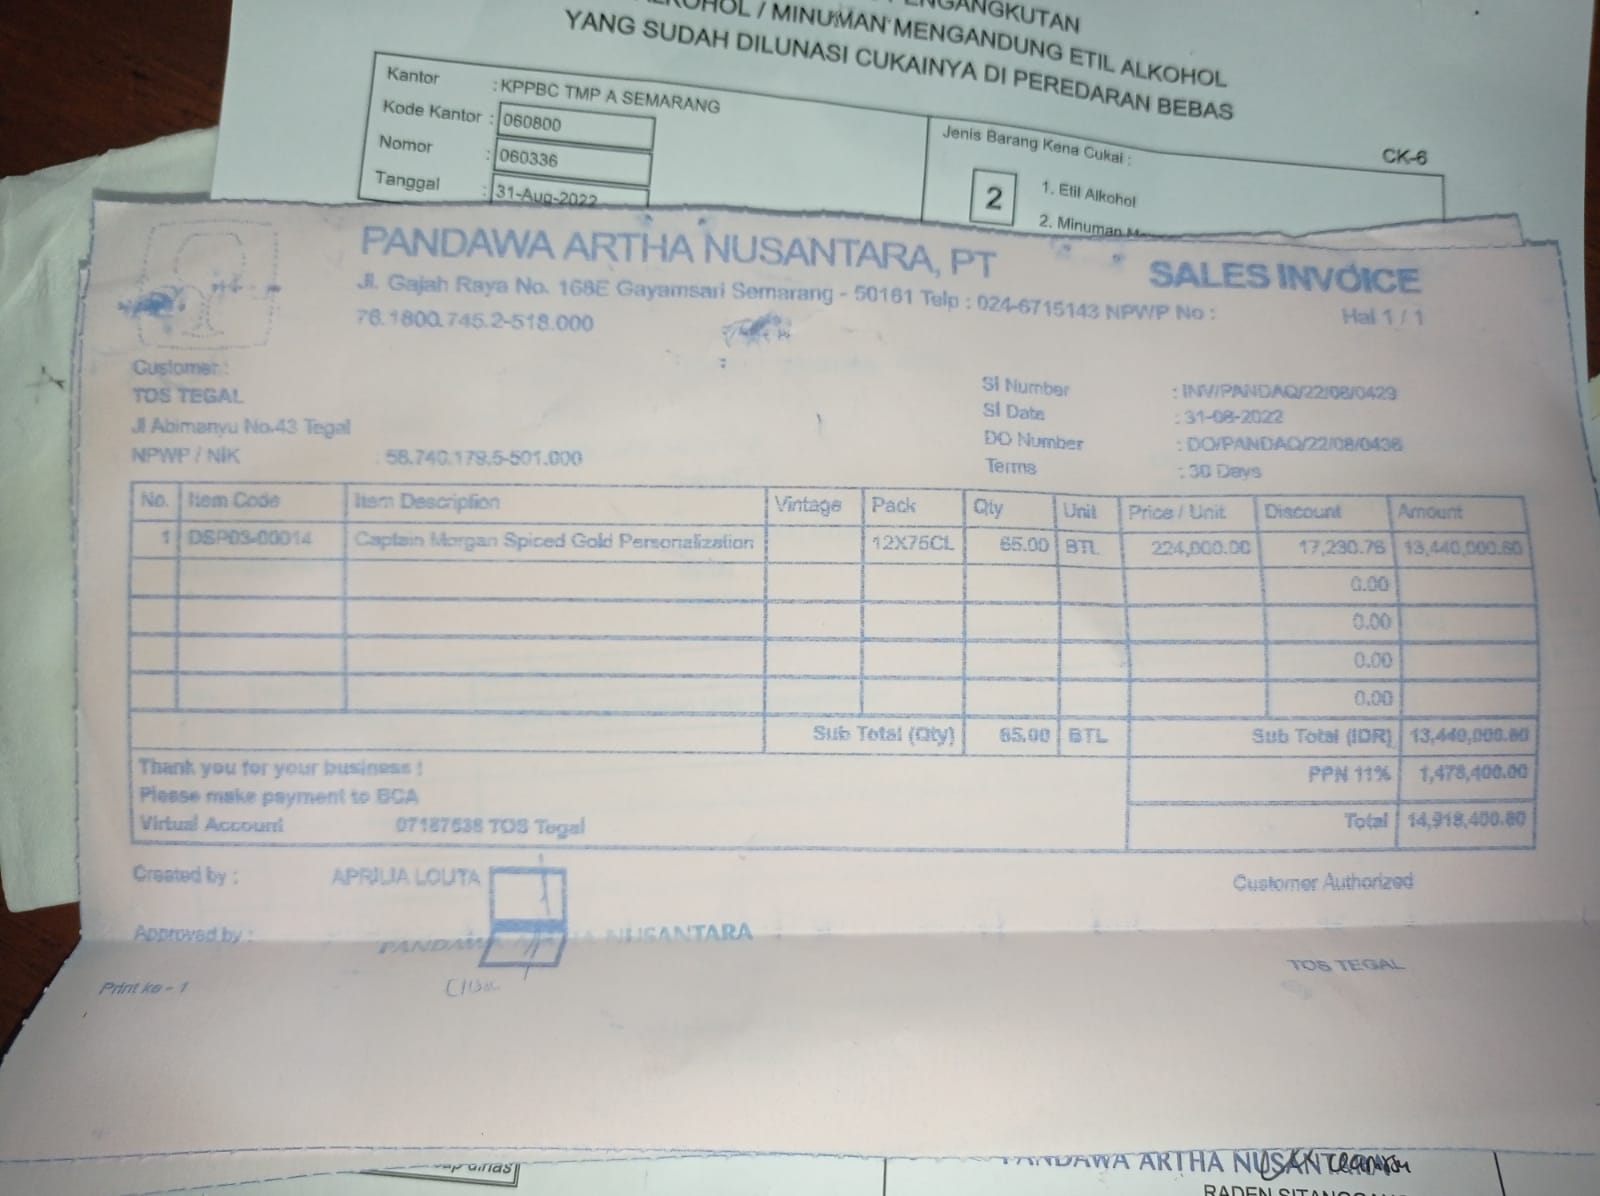 PENGANGKUTAN
ALKOHOL / MINUMAN MENGANDUNG ETIL ALKOHOL
YANG SUDAH DILUNASI CUKAINYA DI PEREDARAN BEBAS
Kantor : KPPBC TMP A SEMARANG
Kode Kantor : 060800
Nomor : 060336
Tanggal : 31-Aug-2022
Jenis Barang Kena Cukai :
CK-6
2
1. Etil Alkohol
2. Minuman
PANDAWA ARTHA NUSANTARA, PT
SALES INVOICE
Jl. Gajah Raya No. 168E Gayamsari Semarang - 50161 Telp : 024-6715143 NPWP No :
76.1800.745.2-518.000
Hal 1 / 1
Customer :
TOS TEGAL
Jl Abimanyu No.43 Tegal
NPWP / NIK : 58.740.179.5-501.000
SI Number : INV/PANDAQ/22/08/0429
SI Date : 31-08-2022
DO Number : DO/PANDAQ/22/08/0436
Terms : 30 Days
No. Item Code Item Description Vintage Pack Qty Unit Price / Unit Discount Amount
1 DSP03-00014 Captain Morgan Spiced Gold Personalization 12X75CL 65.00 BTL 224,000.00 17,230.76 13,440,000.60
0.00
0.00
0.00
0.00
Sub Total (Qty) 65.00 BTL Sub Total (IDR) 13,440,000.60
PPN 11% 1,478,400.00
Total 14,918,400.60
Thank you for your business !
Please make payment to BCA
Virtual Account 07187638 TOS Tegal
Created by : APRILIA LOUTA
Customer Authorized
Approved by : PANDAWA ARTHA NUSANTARA
TOS TEGAL
Print ke - 1
PANDAWA ARTHA NUSANTARA